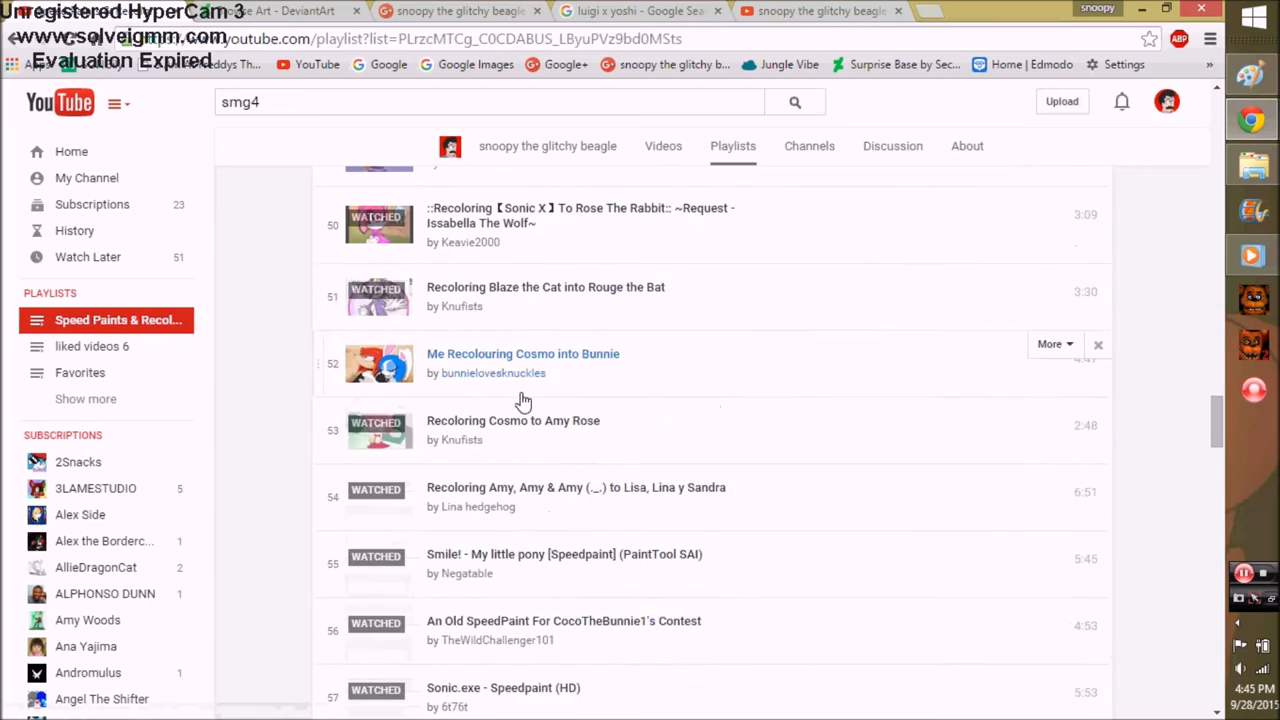 Unregistered HyperCam 3
www.solveigmm.com
Evaluation Expired
Art - DeviantArt
snoopy the glitchy beagle
luigi x yoshi - Google Sea
snoopy the glitchy beagle
snoopy
youtube.com/playlist?list=PLrzcMTCg_C0CDABUS_LByuPVz9bd0MSts
ABP
YouTube
Google
Google Images
Google+
snoopy the glitchy b...
Jungle Vibe
Surprise Base by Sec...
Home | Edmodo
Settings
YouTube
smg4
Upload
snoopy the glitchy beagle
Videos
Playlists
Channels
Discussion
About
Home
My Channel
Subscriptions 23
History
Watch Later 51
PLAYLISTS
Speed Paints & Recol...
liked videos 6
Favorites
Show more
SUBSCRIPTIONS
2Snacks
3LAMESTUDIO 5
Alex Side
Alex the Borderc... 1
AllieDragonCat 2
ALPHONSO DUNN 1
Amy Woods
Ana Yajima
Andromulus 1
Angel The Shifter
50 WATCHED ::Recoloring【Sonic X】To Rose The Rabbit:: ~Request - 3:09
Issabella The Wolf~
by Keavie2000
51 WATCHED Recoloring Blaze the Cat into Rouge the Bat 3:30
by Knufists
52 Me Recolouring Cosmo into Bunnie More
by bunnielovesknuckles
53 WATCHED Recoloring Cosmo to Amy Rose 2:48
by Knufists
54 WATCHED Recoloring Amy, Amy & Amy (._.) to Lisa, Lina y Sandra 6:51
by Lina hedgehog
55 WATCHED Smile! - My little pony [Speedpaint] (PaintTool SAI) 5:45
by Negatable
56 WATCHED An Old SpeedPaint For CocoTheBunnie1's Contest 4:53
by TheWildChallenger101
57 WATCHED Sonic.exe - Speedpaint (HD) 5:53
by 6t76t
4:45 PM
9/28/2015